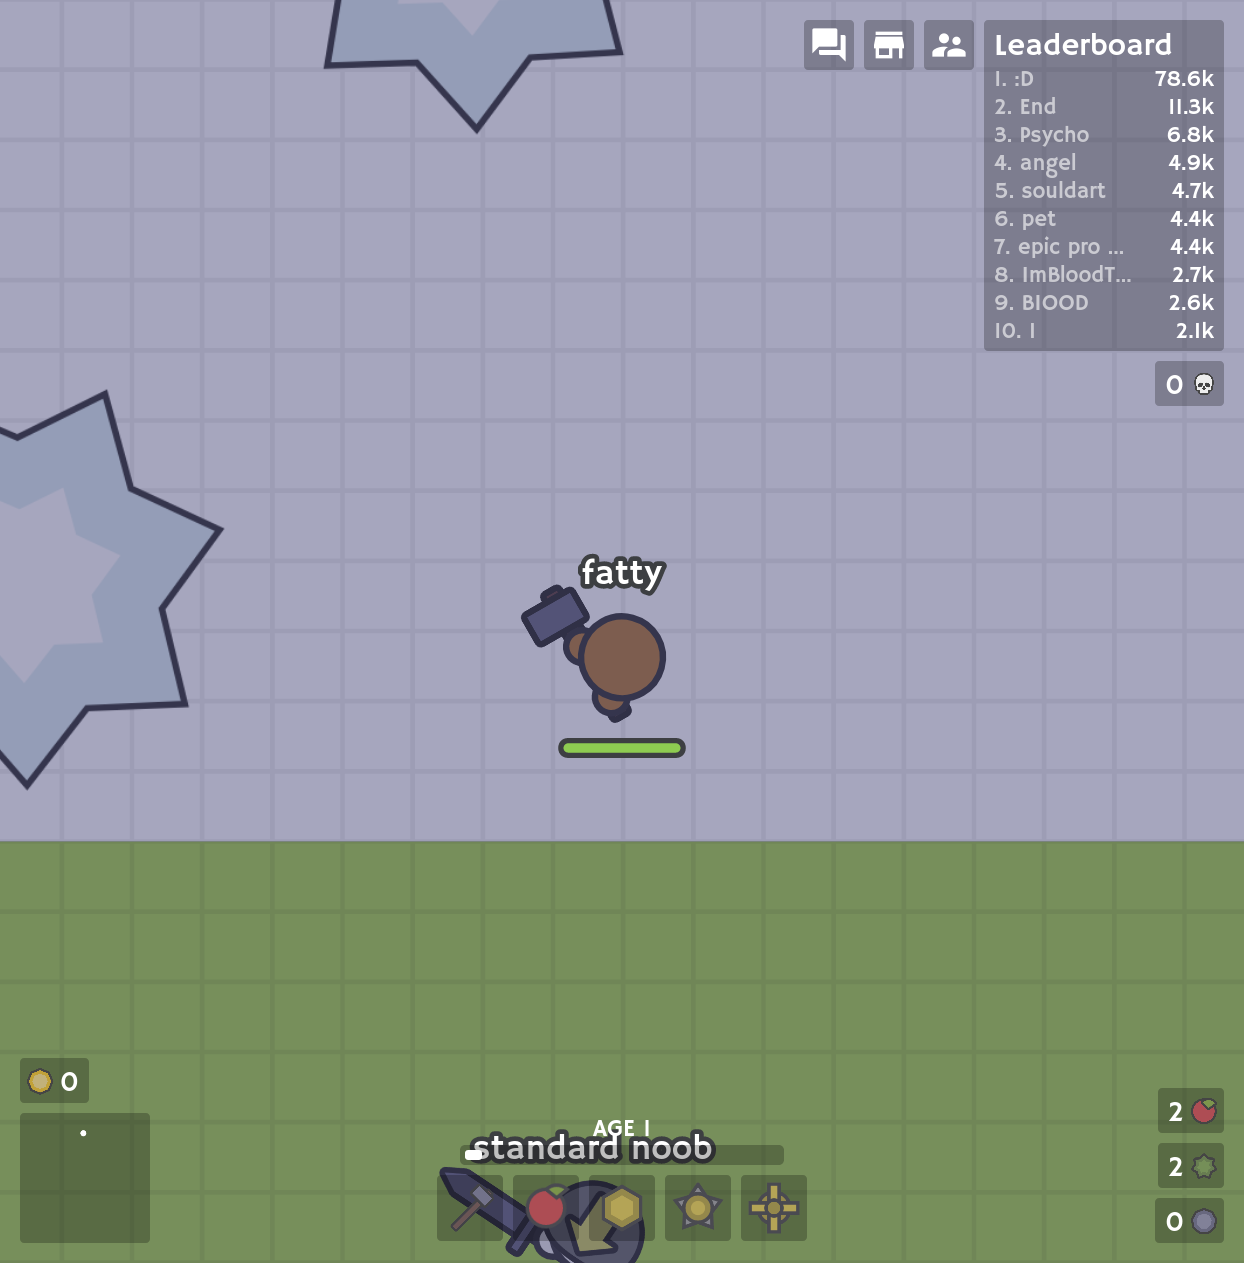 Leaderboard
1. :D 78.6k
2. End 11.3k
3. Psycho 6.8k
4. angel 4.9k
5. souldart 4.7k
6. pet 4.4k
7. epic pro ... 4.4k
8. ImBloodT... 2.7k
9. BIOOD 2.6k
10. 1 2.1k
0
fatty
0
2
AGE 1
standard noob
2
0